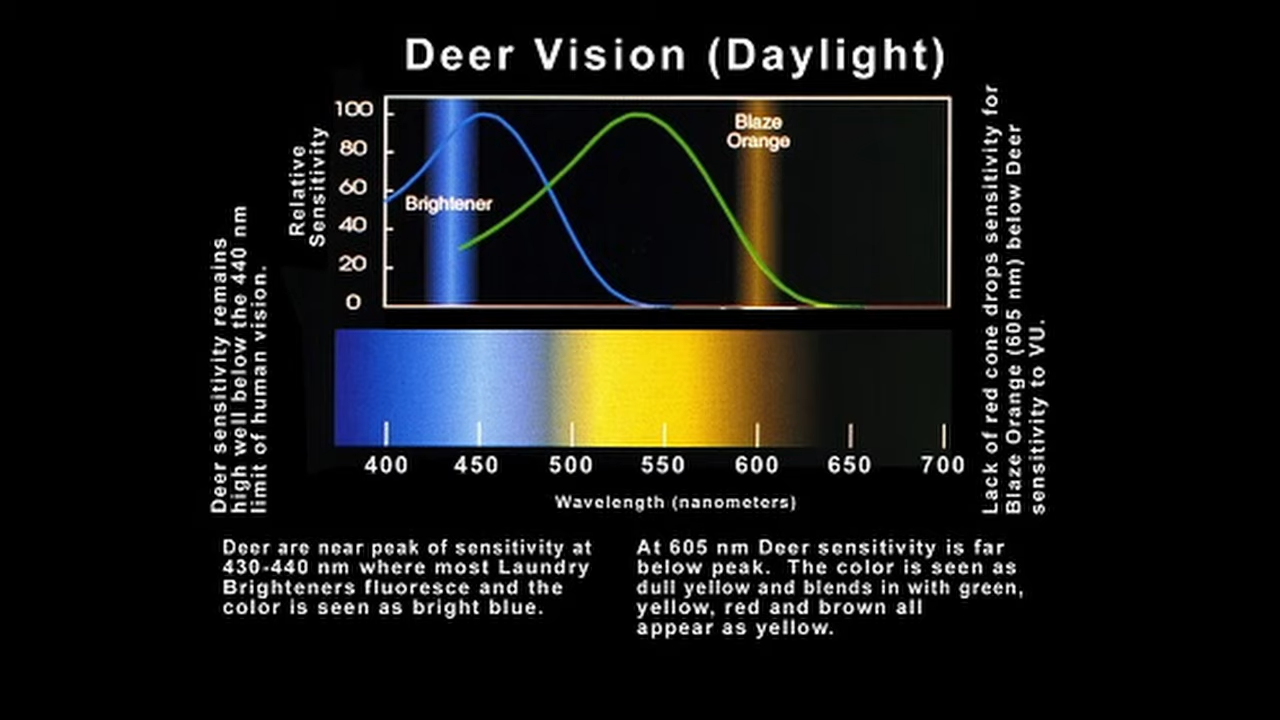 Deer Vision (Daylight)
Relative
Sensitivity
100
80
60
40
20
0
Brightener
Blaze
Orange
400 450 500 550 600 650 700
Wavelength (nanometers)
Deer sensitivity remains
high well below the 440 nm
limit of human vision.
Lack of red cone drops sensitivity for
Blaze Orange (605 nm) below Deer
sensitivity to VU.
Deer are near peak of sensitivity at
430-440 nm where most Laundry
Brighteners fluoresce and the
color is seen as bright blue.
At 605 nm Deer sensitivity is far
below peak. The color is seen as
dull yellow and blends in with green,
yellow, red and brown all
appear as yellow.